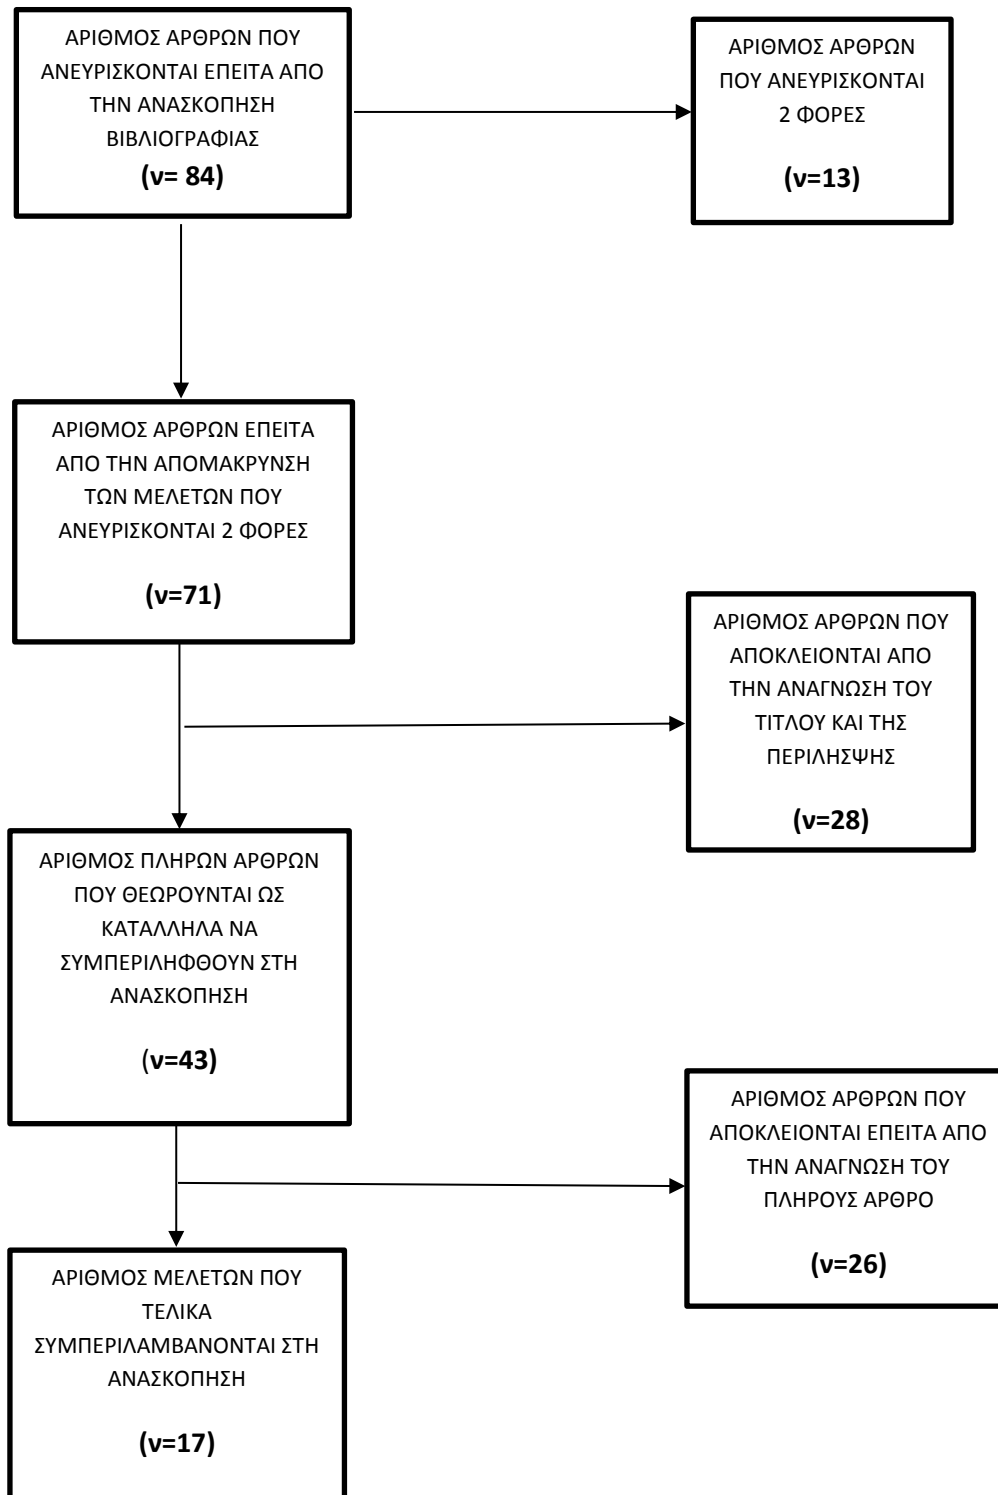 ΑΡΙΘΜΟΣ ΑΡΘΡΩΝ ΠΟΥ
ΑΝΕΥΡΙΣΚΟΝΤΑΙ ΕΠΕΙΤΑ ΑΠΟ
ΤΗΝ ΑΝΑΣΚΟΠΗΣΗ
ΒΙΒΛΙΟΓΡΑΦΙΑΣ
(ν= 84)
ΑΡΙΘΜΟΣ ΑΡΘΡΩΝ
ΠΟΥ ΑΝΕΥΡΙΣΚΟΝΤΑΙ
2 ΦΟΡΕΣ
(ν=13)
ΑΡΙΘΜΟΣ ΑΡΘΡΩΝ ΕΠΕΙΤΑ
ΑΠΟ ΤΗΝ ΑΠΟΜΑΚΡΥΝΣΗ
ΤΩΝ ΜΕΛΕΤΩΝ ΠΟΥ
ΑΝΕΥΡΙΣΚΟΝΤΑΙ 2 ΦΟΡΕΣ
(ν=71)
ΑΡΙΘΜΟΣ ΑΡΘΡΩΝ ΠΟΥ
ΑΠΟΚΛΕΙΟΝΤΑΙ ΑΠΟ
ΤΗΝ ΑΝΑΓΝΩΣΗ ΤΟΥ
ΤΙΤΛΟΥ ΚΑΙ ΤΗΣ
ΠΕΡΙΛΗΣΨΗΣ
(ν=28)
ΑΡΙΘΜΟΣ ΠΛΗΡΩΝ ΑΡΘΡΩΝ
ΠΟΥ ΘΕΩΡΟΥΝΤΑΙ ΩΣ
ΚΑΤΑΛΛΗΛΑ ΝΑ
ΣΥΜΠΕΡΙΛΗΦΘΟΥΝ ΣΤΗ
ΑΝΑΣΚΟΠΗΣΗ
(ν=43)
ΑΡΙΘΜΟΣ ΑΡΘΡΩΝ ΠΟΥ
ΑΠΟΚΛΕΙΟΝΤΑΙ ΕΠΕΙΤΑ ΑΠΟ
ΤΗΝ ΑΝΑΓΝΩΣΗ ΤΟΥ
ΠΛΗΡΟΥΣ ΑΡΘΡΟ
(ν=26)
ΑΡΙΘΜΟΣ ΜΕΛΕΤΩΝ ΠΟΥ
ΤΕΛΙΚΑ
ΣΥΜΠΕΡΙΛΑΜΒΑΝΟΝΤΑΙ ΣΤΗ
ΑΝΑΣΚΟΠΗΣΗ
(ν=17)